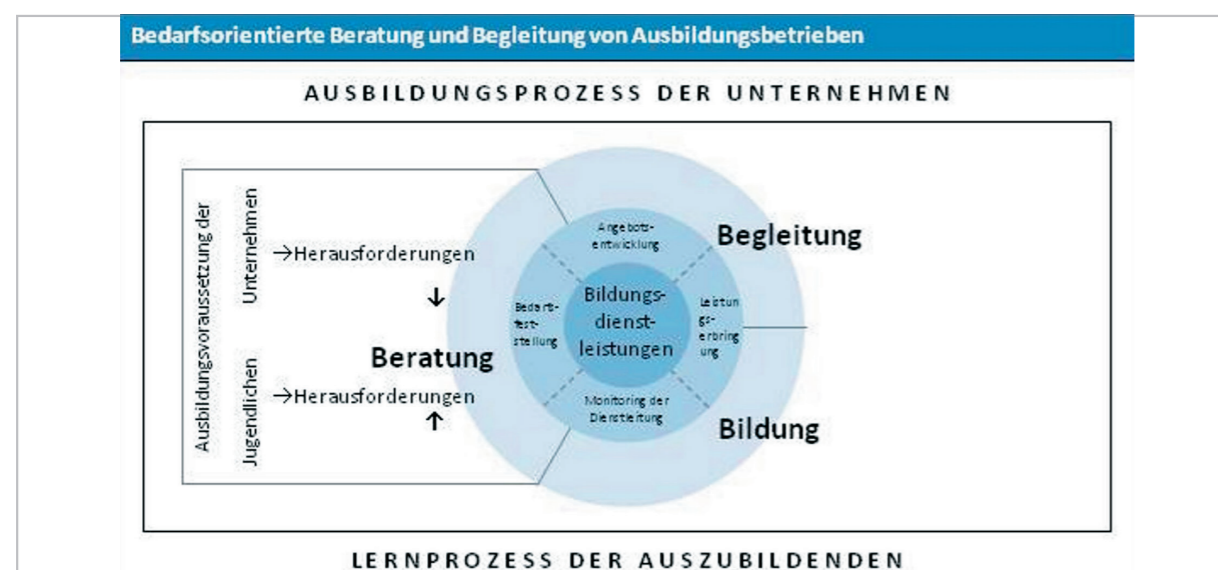 Bedarfsorientierte Beratung und Begleitung von Ausbildungsbetrieben
AUSBILDUNGSPROZESS DER UNTERNEHMEN
Ausbildungsvoraussetzung der
Unternehmen
→Herausforderungen
↓
Beratung
Jugendlichen
→Herausforderungen
↑
Angebots-
entwicklung
Bedarfs-
fest-
stellung
Bildungs-
dienst-
leistungen
Leistun
gs-
erbring
ung
Monitoring der
Dienstleitung
Begleitung
Bildung
LERNPROZESS DER AUSZUBILDENDEN